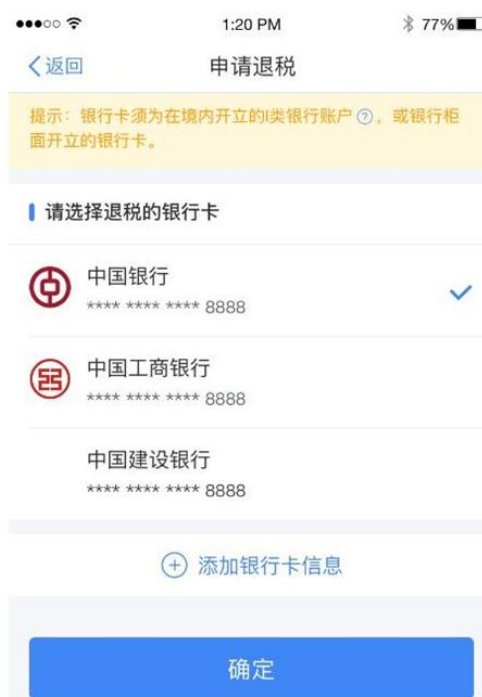 1:20 PM
77%
返回
申请退税
提示：银行卡须为在境内开立的I类银行账户?，或银行柜
面开立的银行卡。
请选择退税的银行卡
中国银行
**** **** **** 8888
中国工商银行
**** **** **** 8888
中国建设银行
**** **** **** 8888
添加银行卡信息
确定